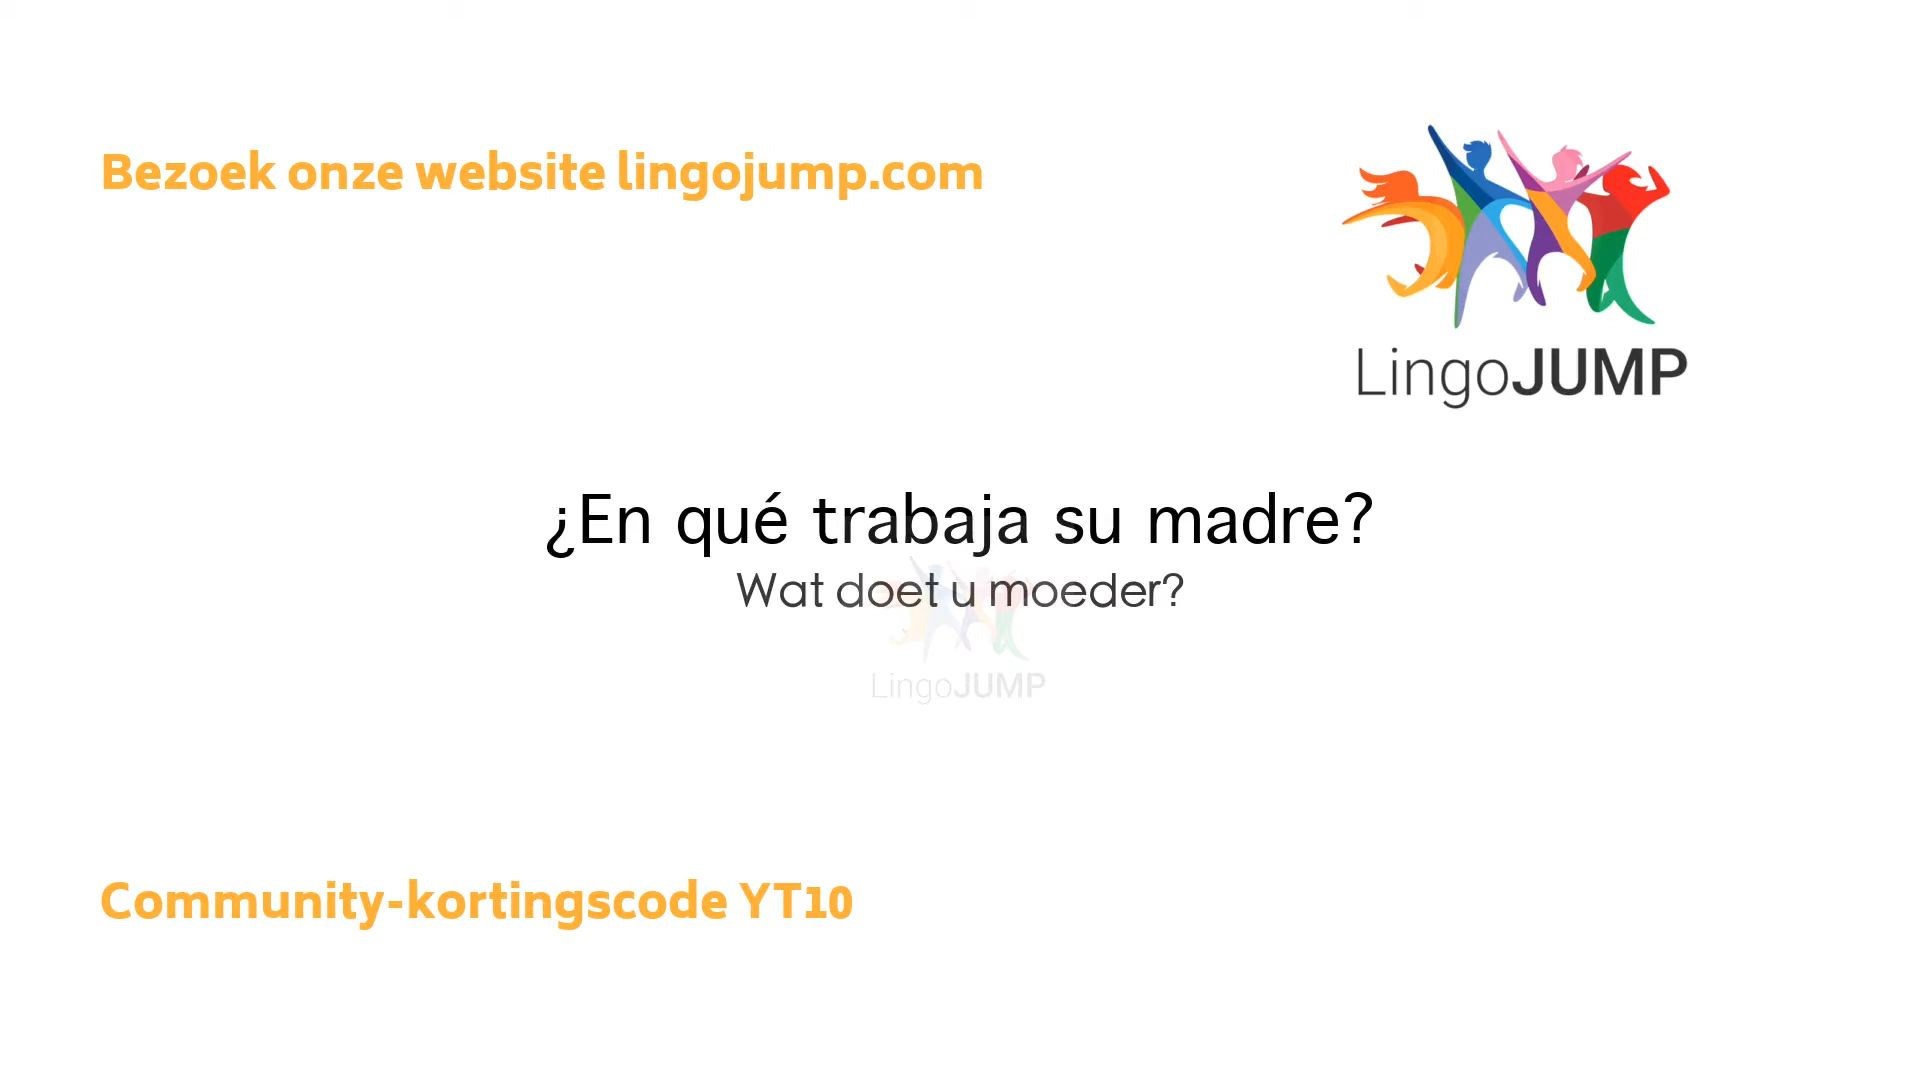 Bezoek onze website lingojump.com
LingoJUMP
¿En qué trabaja su madre?
Wat doet u moeder?
LingoJUMP
Community-kortingscode YT10